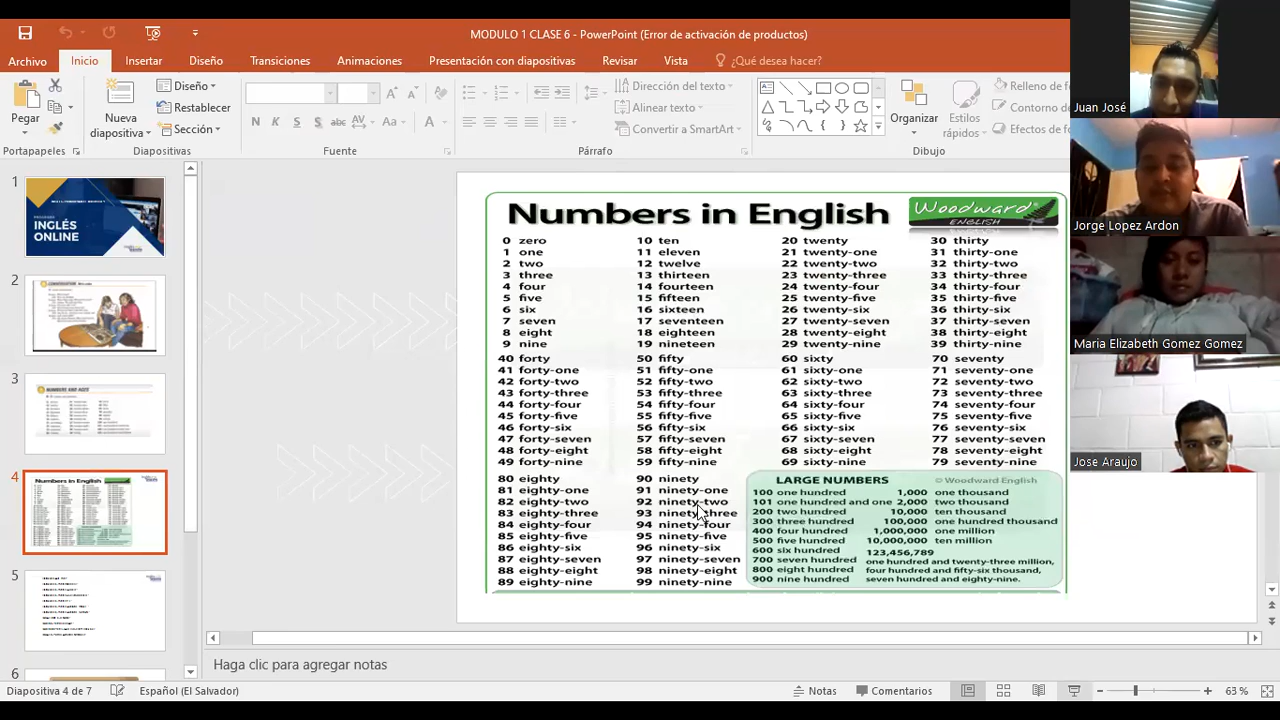 MODULO 1 CLASE 6 - PowerPoint (Error de activación de productos)
Archivo Inicio Insertar Diseño Transiciones Animaciones Presentación con diapositivas Revisar Vista ¿Qué desea hacer?
Pegar
Nueva diapositiva
Diseño
Restablecer
Sección
N K S S abc AV Aa A
Dirección del texto
Alinear texto
Convertir a SmartArt
Organizar
Estilos rápidos
Relleno de
Contorno de
Efectos de
Portapapeles Diapositivas Fuente Párrafo Dibujo
1
INGLÉS
ONLINE
2
3
4
5
6
Numbers in English
Woodward®
ENGLISH
0 zero 10 ten 20 twenty 30 thirty
1 one 11 eleven 21 twenty-one 31 thirty-one
2 two 12 twelve 22 twenty-two 32 thirty-two
3 three 13 thirteen 23 twenty-three 33 thirty-three
4 four 14 fourteen 24 twenty-four 34 thirty-four
5 five 15 fifteen 25 twenty-five 35 thirty-five
6 six 16 sixteen 26 twenty-six 36 thirty-six
7 seven 17 seventeen 27 twenty-seven 37 thirty-seven
8 eight 18 eighteen 28 twenty-eight 38 thirty-eight
9 nine 19 nineteen 29 twenty-nine 39 thirty-nine
40 forty 50 fifty 60 sixty 70 seventy
41 forty-one 51 fifty-one 61 sixty-one 71 seventy-one
42 forty-two 52 fifty-two 62 sixty-two 72 seventy-two
43 forty-three 53 fifty-three 63 sixty-three 73 seventy-three
44 forty-four 54 fifty-four 64 sixty-four 74 seventy-four
45 forty-five 55 fifty-five 65 sixty-five 75 seventy-five
46 forty-six 56 fifty-six 66 sixty-six 76 seventy-six
47 forty-seven 57 fifty-seven 67 sixty-seven 77 seventy-seven
48 forty-eight 58 fifty-eight 68 sixty-eight 78 seventy-eight
49 forty-nine 59 fifty-nine 69 sixty-nine 79 seventy-nine
80 eighty 90 ninety
81 eighty-one 91 ninety-one
82 eighty-two 92 ninety-two
83 eighty-three 93 ninety-three
84 eighty-four 94 ninety-four
85 eighty-five 95 ninety-five
86 eighty-six 96 ninety-six
87 eighty-seven 97 ninety-seven
88 eighty-eight 98 ninety-eight
89 eighty-nine 99 ninety-nine
LARGE NUMBERS © Woodward English
100 one hundred 1,000 one thousand
101 one hundred and one 2,000 two thousand
200 two hundred 10,000 ten thousand
300 three hundred 100,000 one hundred thousand
400 four hundred 1,000,000 one million
500 five hundred 10,000,000 ten million
600 six hundred
700 seven hundred
800 eight hundred
900 nine hundred
123,456,789
one hundred and twenty-three million,
four hundred and fifty-six thousand,
seven hundred and eighty-nine.
Juan José
Jorge Lopez Ardon
Maria Elizabeth Gomez Gomez
Jose Araujo
Haga clic para agregar notas
Diapositiva 4 de 7 Español (El Salvador) Notas Comentarios 63 %